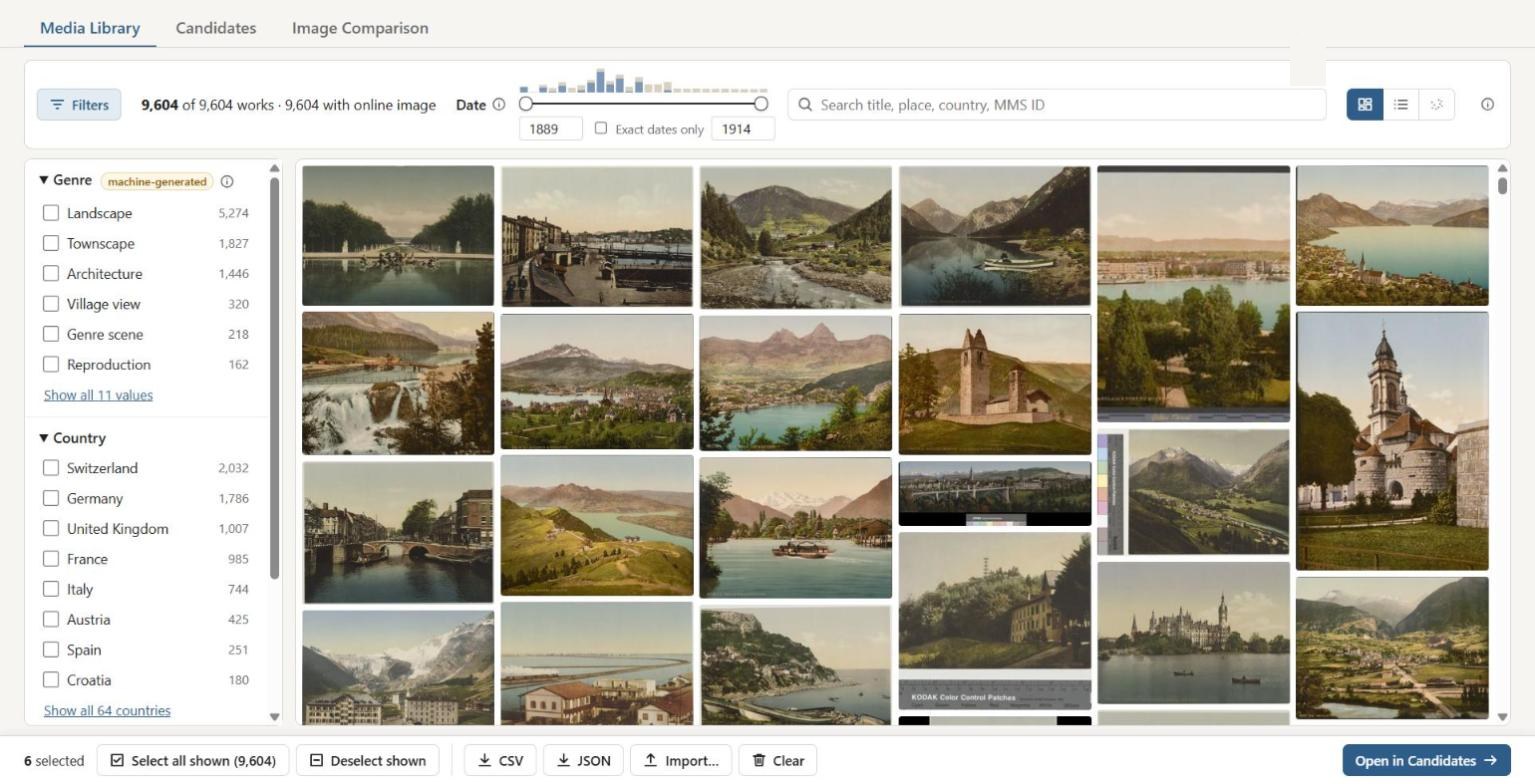 Media Library Candidates Image Comparison
Filters 9,604 of 9,604 works · 9,604 with online image Date Search title, place, country, MMS ID
1889 Exact dates only 1914
Genre machine-generated
Landscape 5,274
Townscape 1,827
Architecture 1,446
Village view 320
Genre scene 218
Reproduction 162
Show all 11 values
Country
Switzerland 2,032
Germany 1,786
United Kingdom 1,007
France 985
Italy 744
Austria 425
Spain 251
Croatia 180
Show all 64 countries
KODAK Color Control Patches
6 selected Select all shown (9,604) Deselect shown CSV JSON Import... Clear Open in Candidates